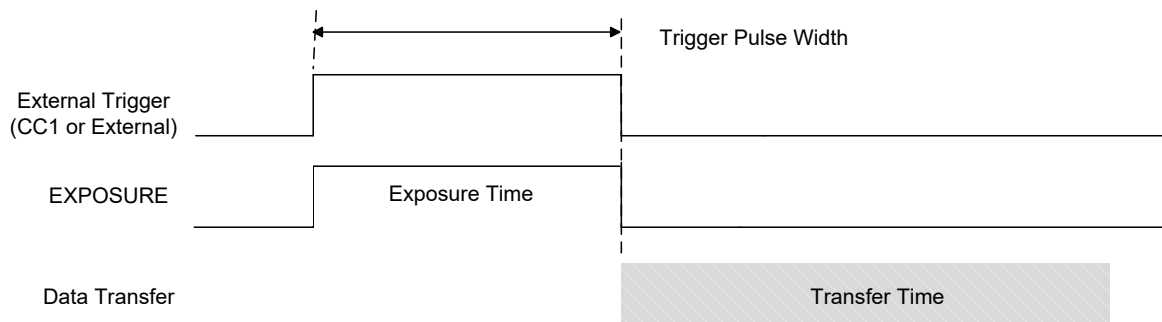 Trigger Pulse Width
External Trigger
(CC1 or External)
EXPOSURE
Exposure Time
Data Transfer
Transfer Time